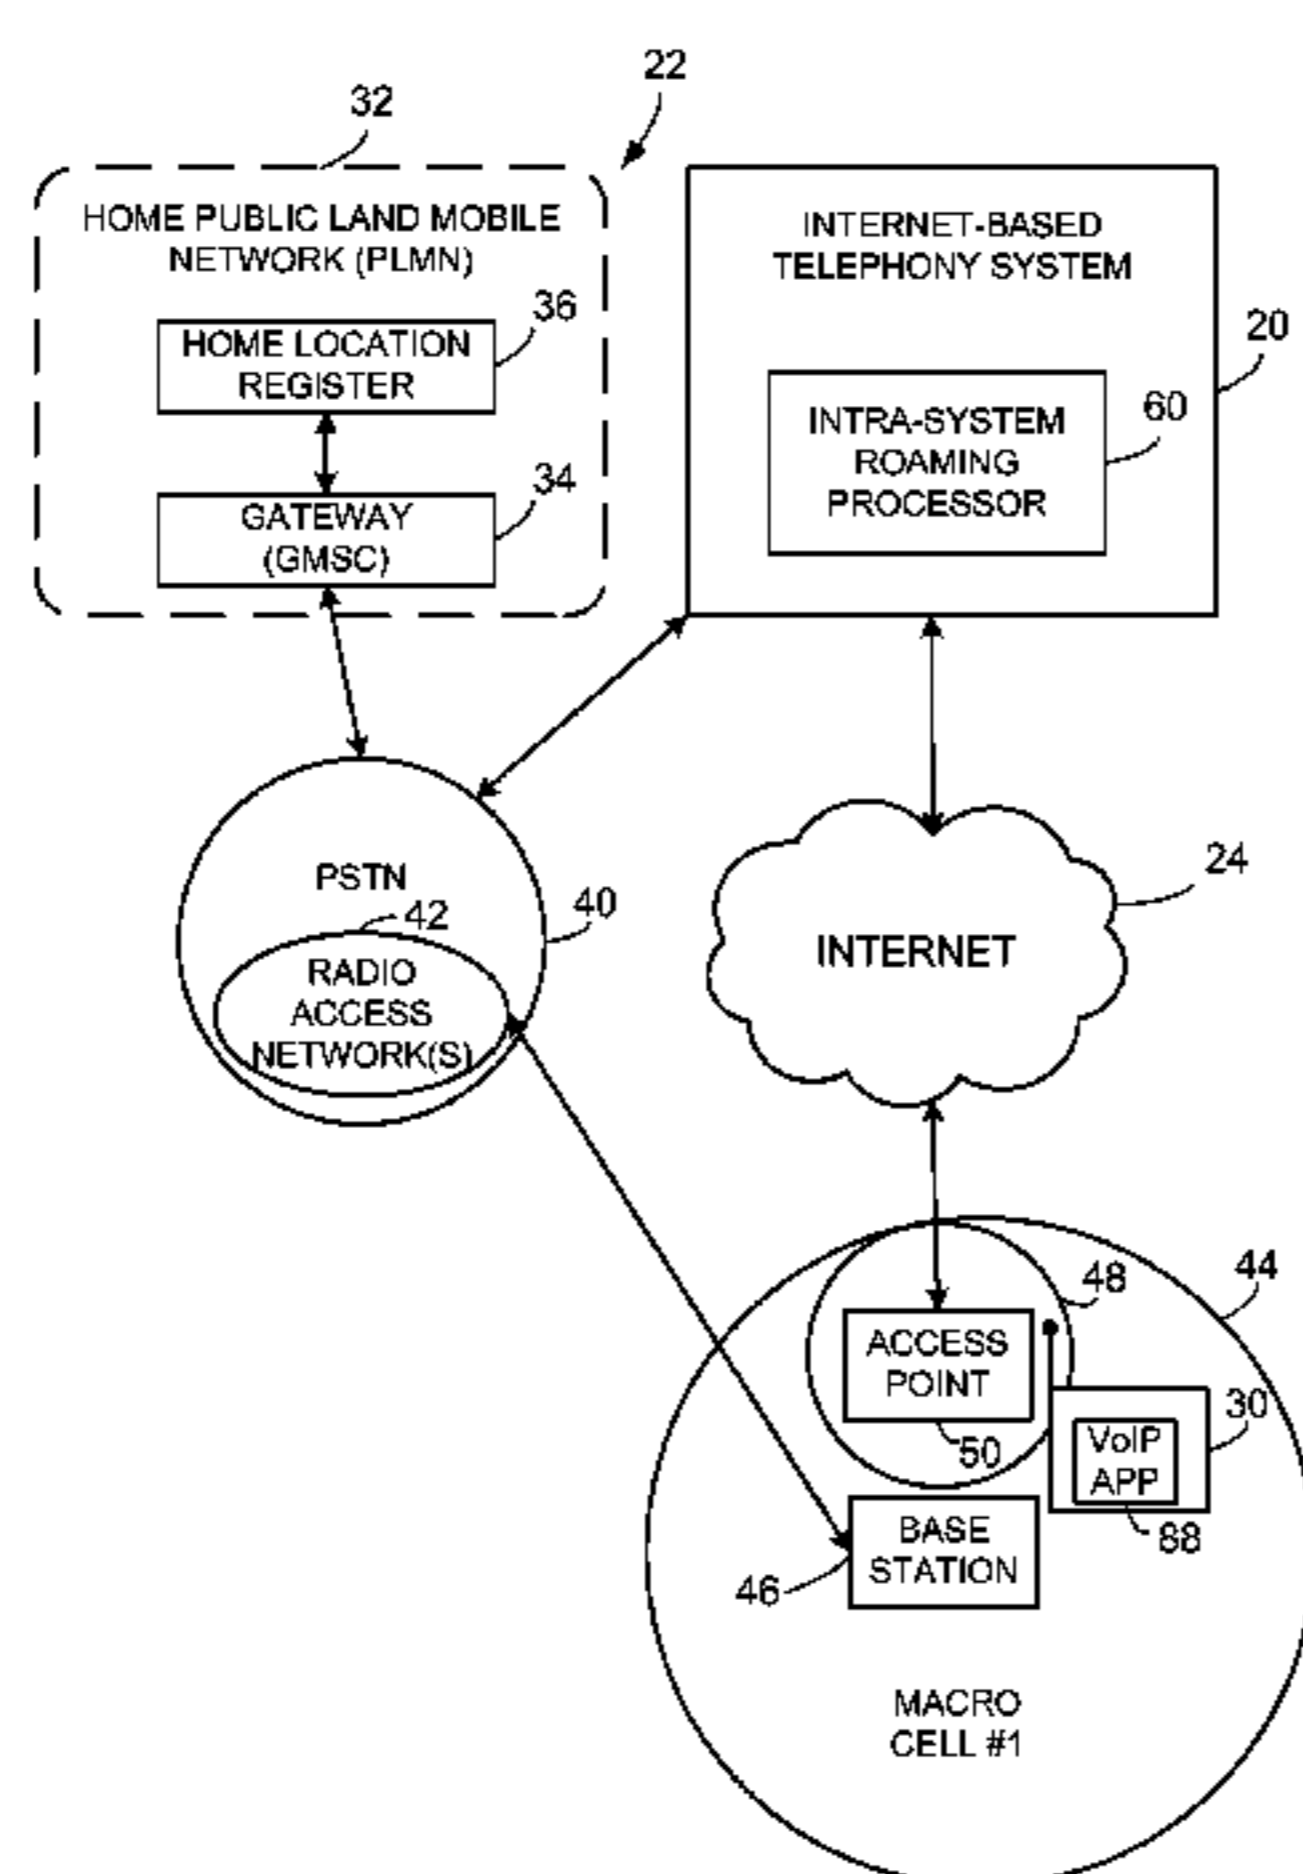 22
32
HOME PUBLIC LAND MOBILE
NETWORK (PLMN)
36
HOME LOCATION
REGISTER
34
GATEWAY
(GMSC)
INTERNET-BASED
TELEPHONY SYSTEM
20
60
INTRA-SYSTEM
ROAMING
PROCESSOR
PSTN
42
40
RADIO
ACCESS
NETWORK(S)
24
INTERNET
48
44
ACCESS
POINT
50
30
VoIP
APP
88
BASE
STATION
46
MACRO
CELL #1